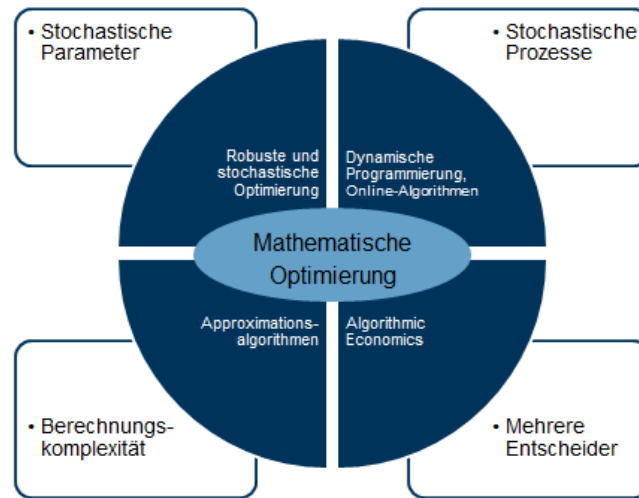 • Stochastische
Parameter
• Stochastische
Prozesse
Robuste und
stochastische
Optimierung
Dynamische
Programmierung,
Online-Algorithmen
Mathematische
Optimierung
Approximations-
algorithmen
Algorithmic
Economics
• Berechnungs-
komplexität
• Mehrere
Entscheider